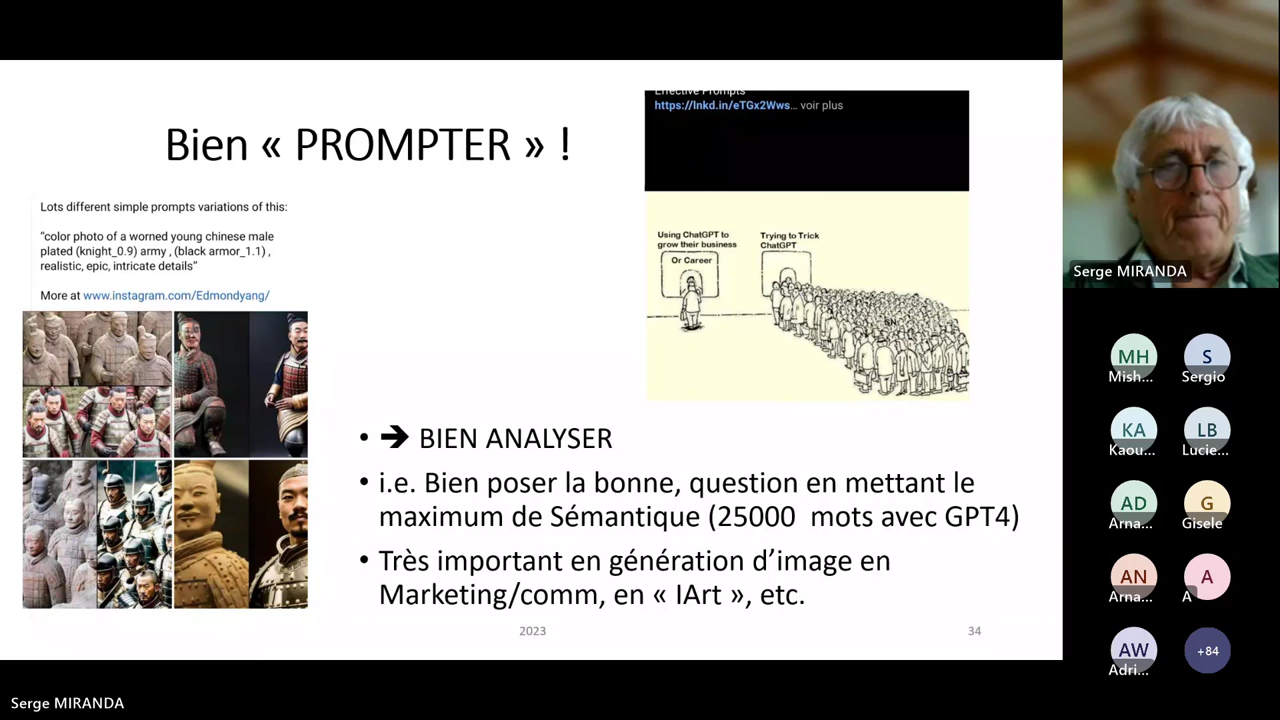 Bien « PROMPTER » !
Lots different simple prompts variations of this:
“color photo of a worned young chinese male
plated (knight_0.9) army , (black armor_1.1) ,
realistic, epic, intricate details”
More at www.instagram.com/Edmondyang/
Effective Prompts
https://lnkd.in/eTGx2Wws... voir plus
Using ChatGPT to
grow their business
Or Career
Trying to Trick
ChatGPT
SN
• ➔ BIEN ANALYSER
• i.e. Bien poser la bonne, question en mettant le
maximum de Sémantique (25000 mots avec GPT4)
• Très important en génération d’image en
Marketing/comm, en « IArt », etc.
2023
34
Serge MIRANDA
MH
Mish...
S
Sergio
KA
Kaou...
LB
Lucie...
AD
Arna...
G
Gisele
AN
Arna...
A
A
AW
Adri...
+84
Serge MIRANDA